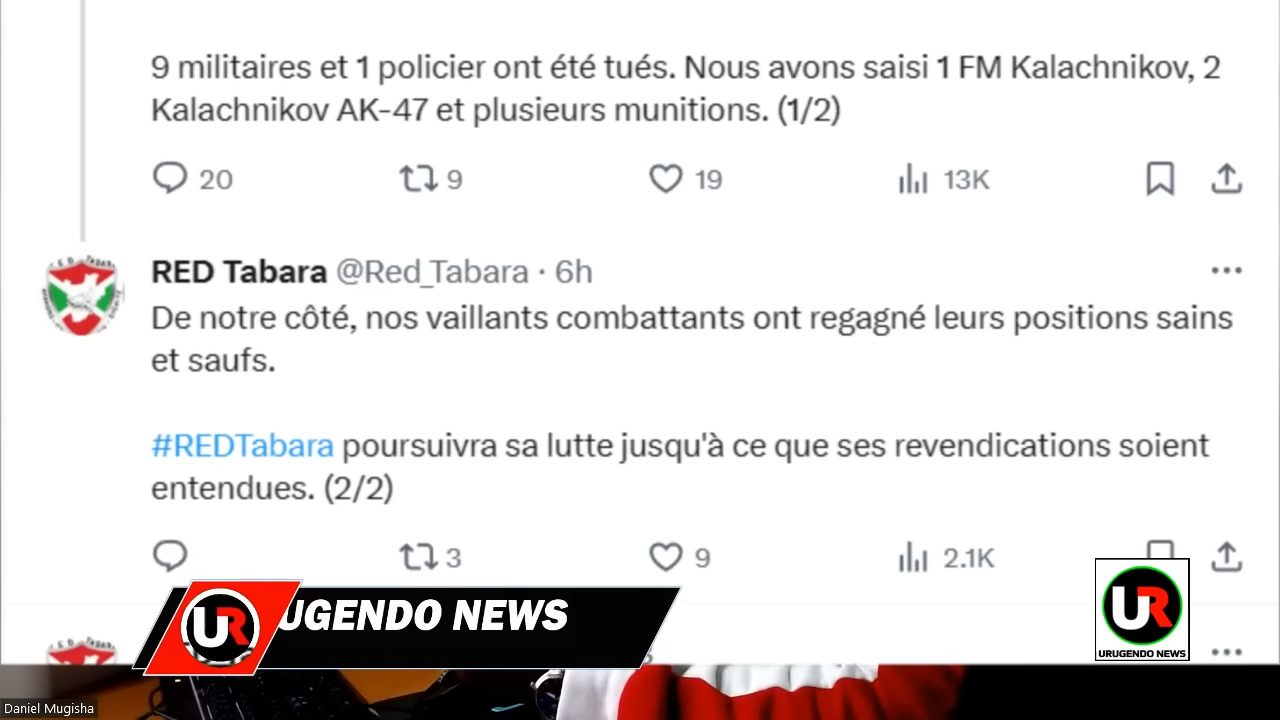 9 militaires et 1 policier ont été tués. Nous avons saisi 1 FM Kalachnikov, 2
Kalachnikov AK-47 et plusieurs munitions. (1/2)
20 9 19 13K
RED Tabara @Red_Tabara · 6h
De notre côté, nos vaillants combattants ont regagné leurs positions sains
et saufs.
#REDTabara poursuivra sa lutte jusqu'à ce que ses revendications soient
entendues. (2/2)
3 9 2.1K
UR
UGENDO NEWS
UR
URUGENDO NEWS
Daniel Mugisha